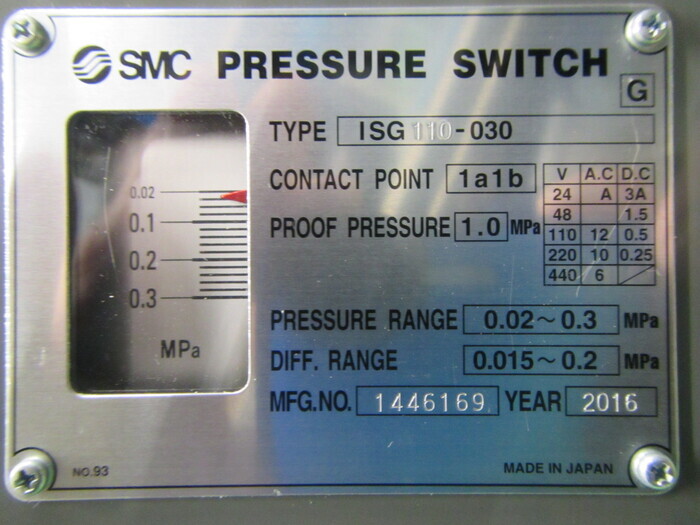 SMC PRESSURE SWITCH
G
TYPE ISG 110-030
CONTACT POINT 1a1b
PROOF PRESSURE 1.0 MPa
V A.C D.C
24 A 3A
48 1.5
110 12 0.5
220 10 0.25
440 6
0.02
0.1
0.2
0.3
MPa
PRESSURE RANGE 0.02~0.3 MPa
DIFF. RANGE 0.015~0.2 MPa
MFG.NO. 1446169 YEAR 2016
NO.93
MADE IN JAPAN